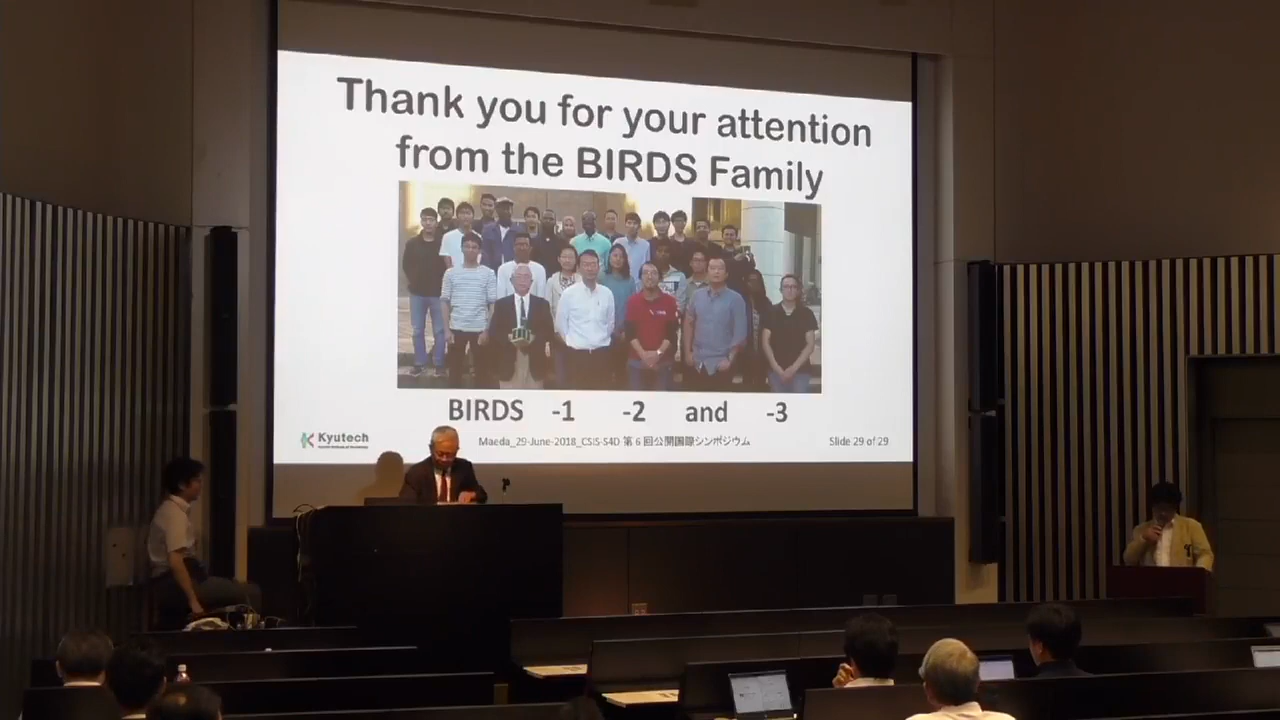 Thank you for your attention
from the BIRDS Family
BIRDS -1 -2 and -3
Kyutech
Maeda_29-June-2018_CSIS-S4D 第6回公開国際シンポジウム
Slide 29 of 29